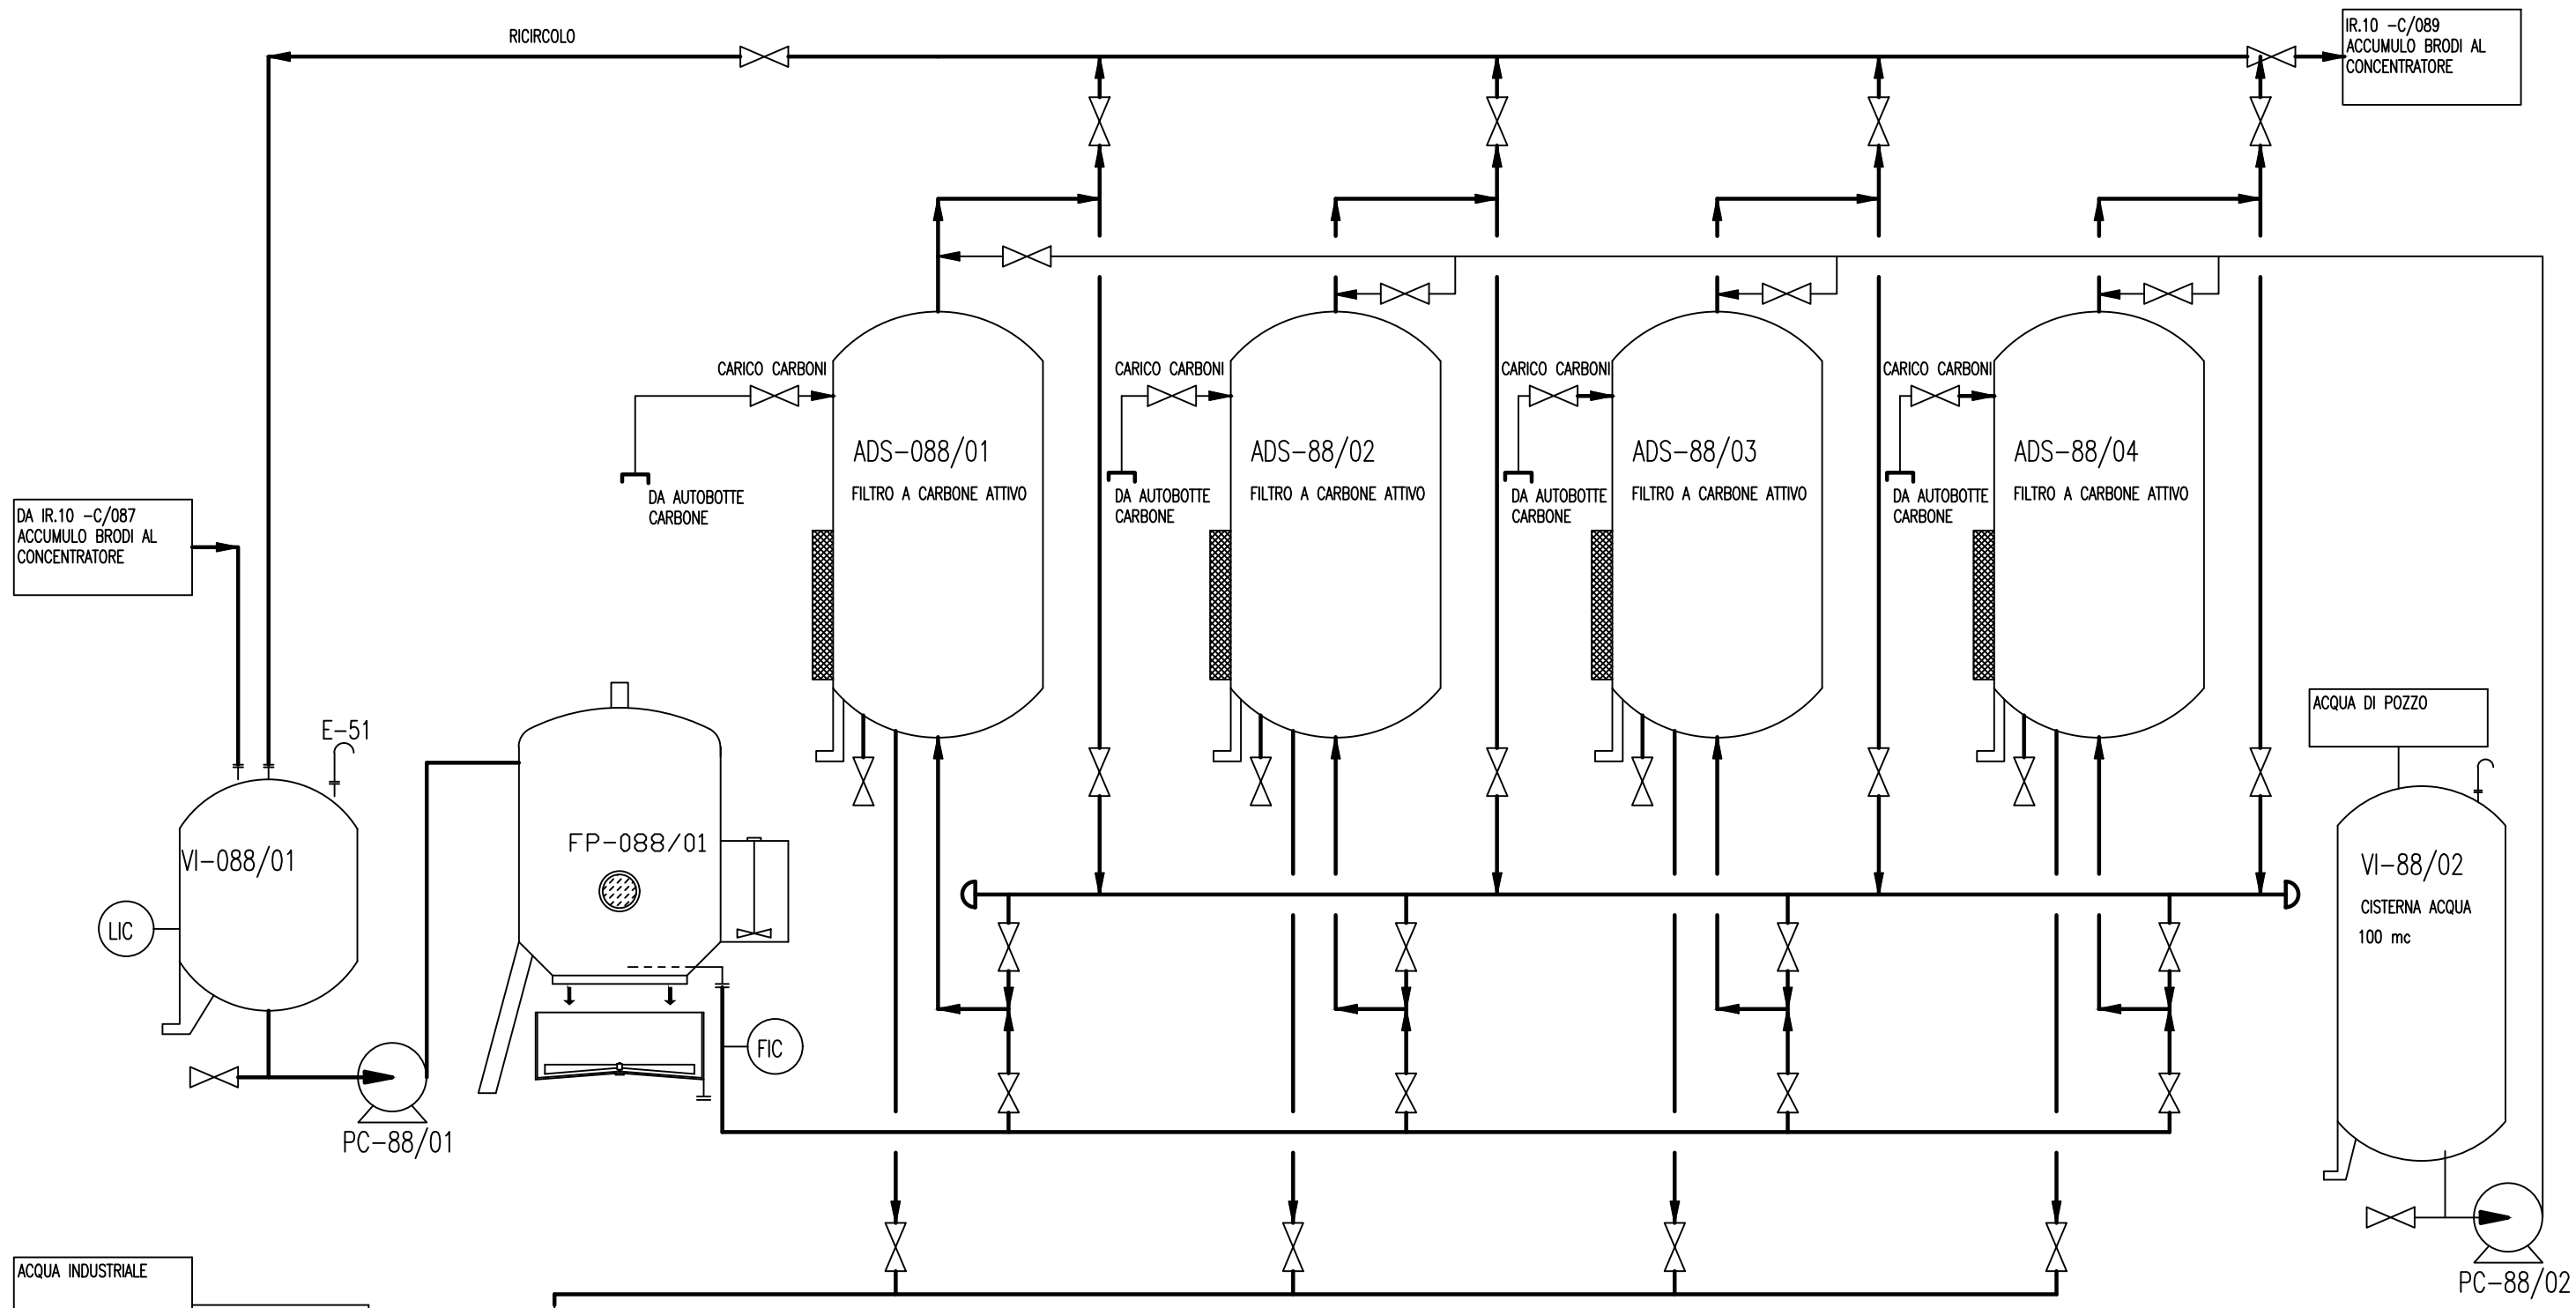 RICIRCOLO
IR.10 -C/089
ACCUMULO BRODI AL
CONCENTRATORE
CARICO CARBONI
CARICO CARBONI
CARICO CARBONI
CARICO CARBONI
ADS-088/01
FILTRO A CARBONE ATTIVO
ADS-88/02
FILTRO A CARBONE ATTIVO
ADS-88/03
FILTRO A CARBONE ATTIVO
ADS-88/04
FILTRO A CARBONE ATTIVO
DA AUTOBOTTE
CARBONE
DA AUTOBOTTE
CARBONE
DA AUTOBOTTE
CARBONE
DA AUTOBOTTE
CARBONE
DA IR.10 -C/087
ACCUMULO BRODI AL
CONCENTRATORE
E-51
ACQUA DI POZZO
VI-088/01
FP-088/01
VI-88/02
CISTERNA ACQUA
100 mc
LIC
FIC
PC-88/01
ACQUA INDUSTRIALE
PC-88/02